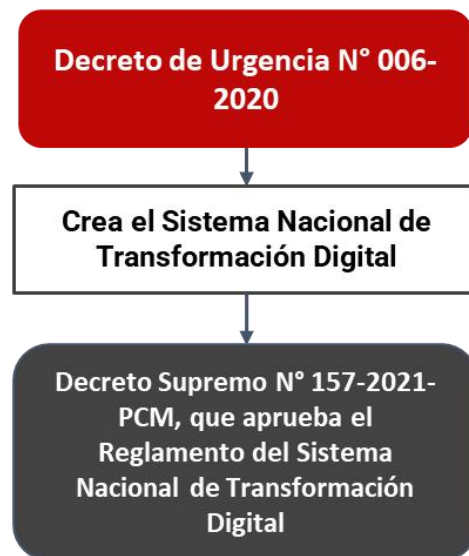 Decreto de Urgencia N° 006-
2020
Crea el Sistema Nacional de
Transformación Digital
Decreto Supremo N° 157-2021-
PCM, que aprueba el
Reglamento del Sistema
Nacional de Transformación
Digital